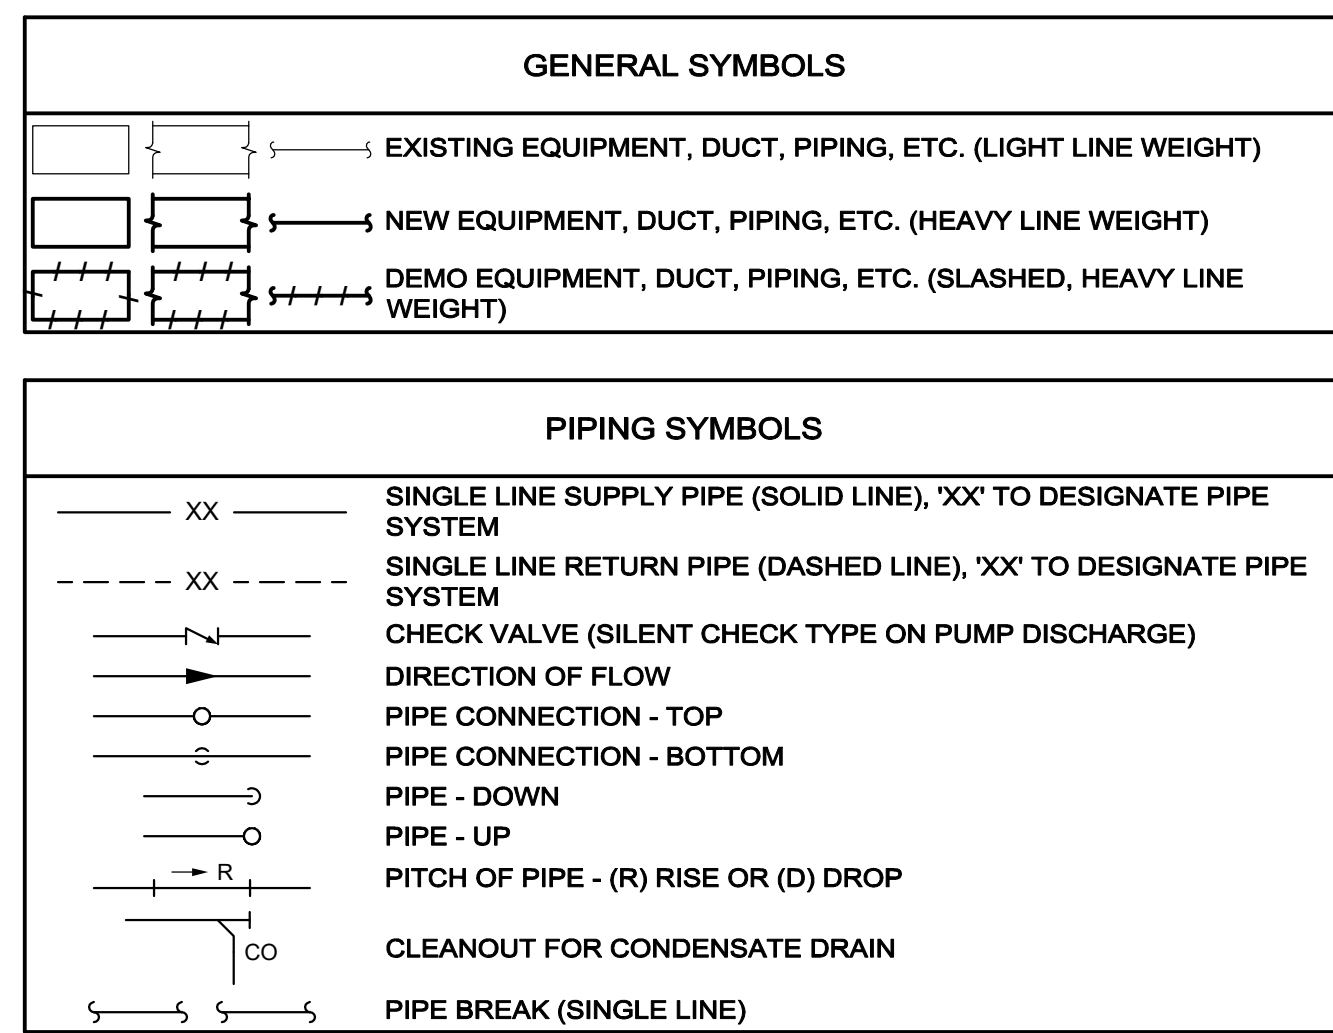 GENERAL SYMBOLS
EXISTING EQUIPMENT, DUCT, PIPING, ETC. (LIGHT LINE WEIGHT)
NEW EQUIPMENT, DUCT, PIPING, ETC. (HEAVY LINE WEIGHT)
DEMO EQUIPMENT, DUCT, PIPING, ETC. (SLASHED, HEAVY LINE
WEIGHT)
PIPING SYMBOLS
XX SINGLE LINE SUPPLY PIPE (SOLID LINE), 'XX' TO DESIGNATE PIPE
SYSTEM
XX SINGLE LINE RETURN PIPE (DASHED LINE), 'XX' TO DESIGNATE PIPE
SYSTEM
CHECK VALVE (SILENT CHECK TYPE ON PUMP DISCHARGE)
DIRECTION OF FLOW
PIPE CONNECTION - TOP
PIPE CONNECTION - BOTTOM
PIPE - DOWN
PIPE - UP
R PITCH OF PIPE - (R) RISE OR (D) DROP
CO CLEANOUT FOR CONDENSATE DRAIN
PIPE BREAK (SINGLE LINE)